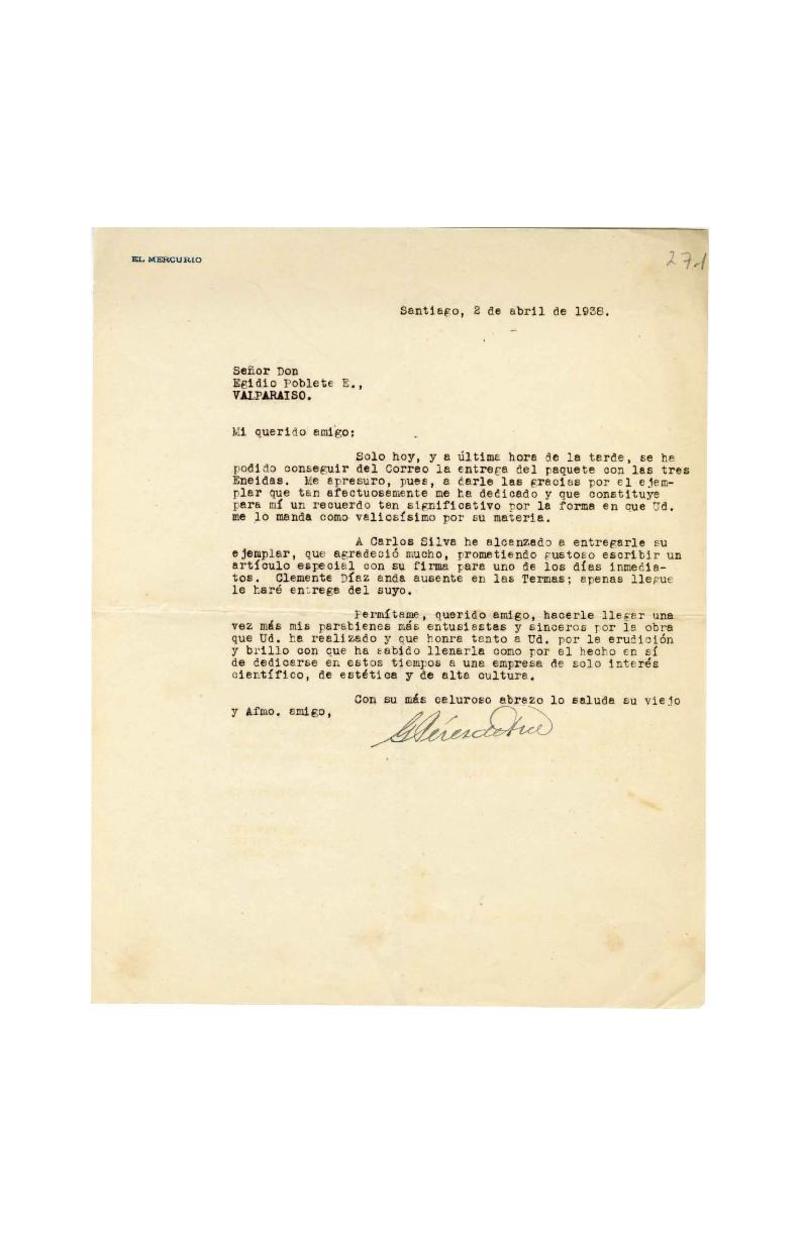 EL MERCURIO
271
Santiago, 2 de abril de 1938.
Señor Don
Egidio Poblete E.,
VALPARAISO.
Mi querido amigo:
Solo hoy, y a última hora de la tarde, se ha
podido conseguir del Correo la entrega del paquete con las tres
Eneidas. Me apresuro, pues, a darle las gracias por el ejem-
plar que tan afectuosamente me ha dedicado y que constituye
para mí un recuerdo tan significativo por la forma en que Ud.
me lo manda como valiosísimo por su materia.
A Carlos Silva he alcanzado a entregarle su
ejemplar, que agradeció mucho, prometiendo gustoso escribir un
artículo especial con su firma para uno de los días inmedia-
tos. Clemente Díaz anda ausente en las Termas; apenas llegue
le haré entrega del suyo.
Permítame, querido amigo, hacerle llegar una
vez más mis parabienes más entusiastas y sinceros por la obra
que Ud. ha realizado y que honra tanto a Ud. por la erudición
y brillo con que ha sabido llenarla como por el hecho en sí
de dedicarse en estos tiempos a una empresa de solo interés
científico, de estética y de alta cultura.
Con su más caluroso abrazo lo saluda su viejo
y Afmo. amigo,